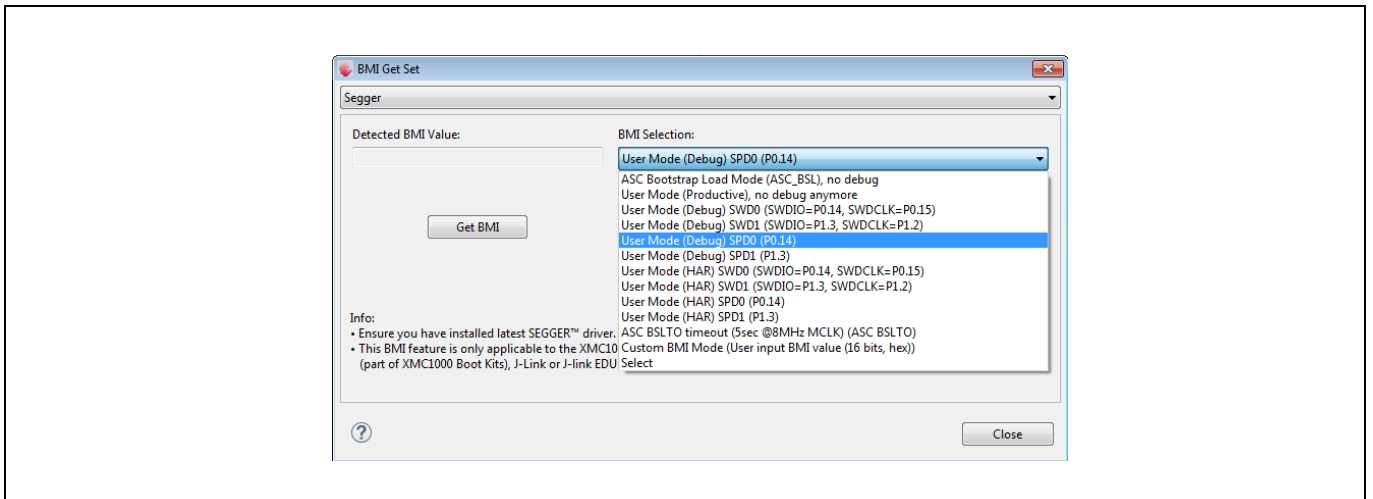 BMI Get Set
Segger
Detected BMI Value:
BMI Selection:
User Mode (Debug) SPD0 (P0.14)
ASC Bootstrap Load Mode (ASC_BSL), no debug
User Mode (Productive), no debug anymore
User Mode (Debug) SWD0 (SWDIO=P0.14, SWDCLK=P0.15)
User Mode (Debug) SWD1 (SWDIO=P1.3, SWDCLK=P1.2)
User Mode (Debug) SPD0 (P0.14)
User Mode (Debug) SPD1 (P1.3)
User Mode (HAR) SWD0 (SWDIO=P0.14, SWDCLK=P0.15)
User Mode (HAR) SWD1 (SWDIO=P1.3, SWDCLK=P1.2)
User Mode (HAR) SPD0 (P0.14)
User Mode (HAR) SPD1 (P1.3)
ASC BSLTO timeout (5sec @8MHz MCLK) (ASC BSLTO)
Custom BMI Mode (User input BMI value (16 bits, hex))
Select
Get BMI
Info:
• Ensure you have installed latest SEGGER™ driver.
• This BMI feature is only applicable to the XMC10
(part of XMC1000 Boot Kits), J-Link or J-link EDU
?
Close